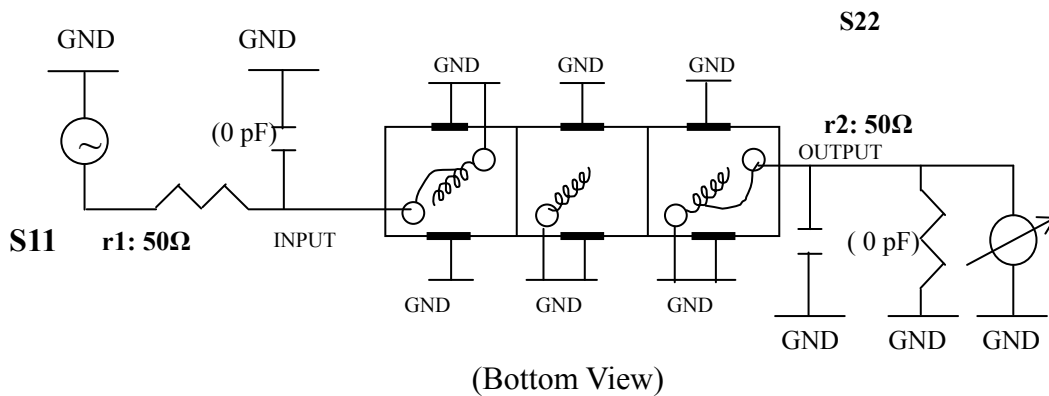 S22
GND
GND
GND
GND
GND
(0 pF)
r2: 50Ω
OUTPUT
S11
r1: 50Ω
INPUT
( 0 pF)
GND
GND
GND
GND
GND
GND
(Bottom View)